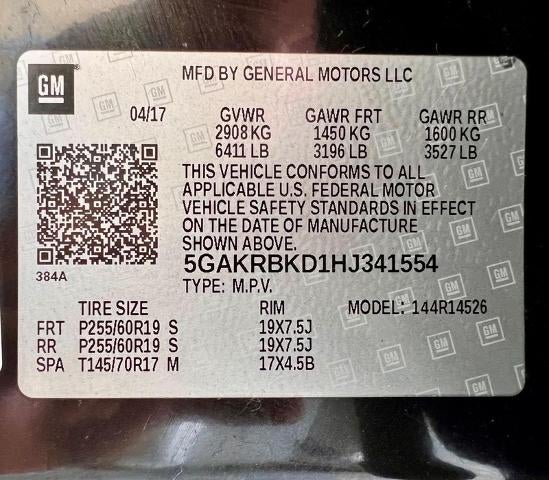 GM
MFD BY GENERAL MOTORS LLC
04/17 GVWR GAWR FRT GAWR RR
2908 KG 1450 KG 1600 KG
6411 LB 3196 LB 3527 LB
THIS VEHICLE CONFORMS TO ALL
APPLICABLE U.S. FEDERAL MOTOR
VEHICLE SAFETY STANDARDS IN EFFECT
ON THE DATE OF MANUFACTURE
SHOWN ABOVE.
384A
5GAKRBKD1HJ341554
TYPE: M.P.V.
TIRE SIZE RIM MODEL: 144R14526
FRT P255/60R19 S 19X7.5J
RR P255/60R19 S 19X7.5J
SPA T145/70R17 M 17X4.5B